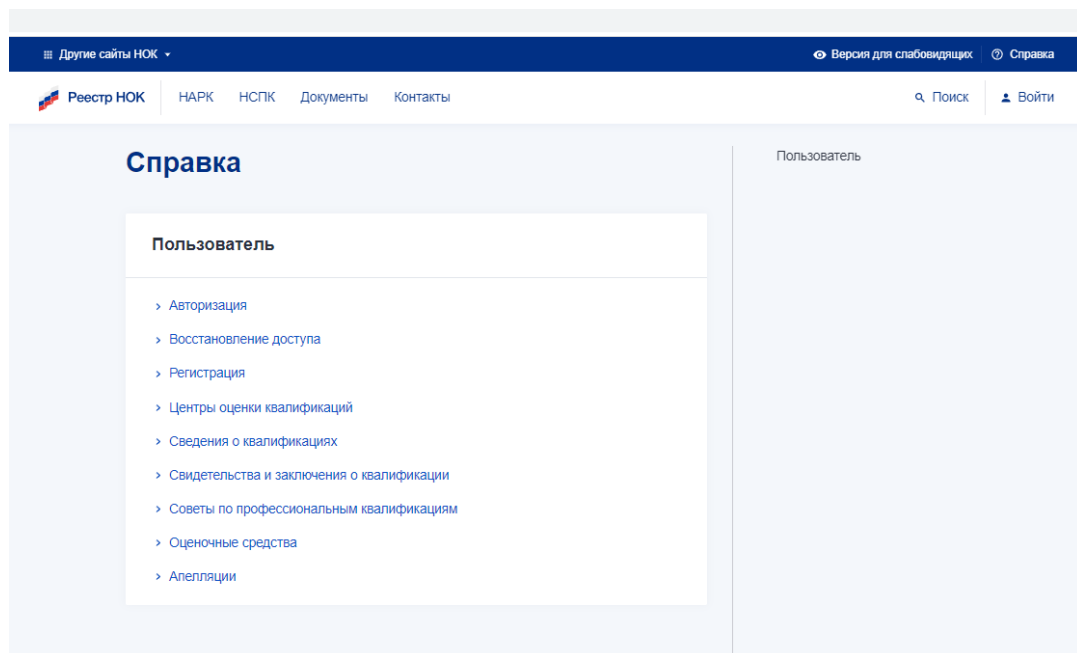 Другие сайты НОК
Версия для слабовидящих
Справка
Реестр НОК
НАРК
НСПК
Документы
Контакты
Поиск
Войти
Справка
Пользователь
Пользователь
Авторизация
Восстановление доступа
Регистрация
Центры оценки квалификаций
Сведения о квалификациях
Свидетельства и заключения о квалификации
Советы по профессиональным квалификациям
Оценочные средства
Апелляции